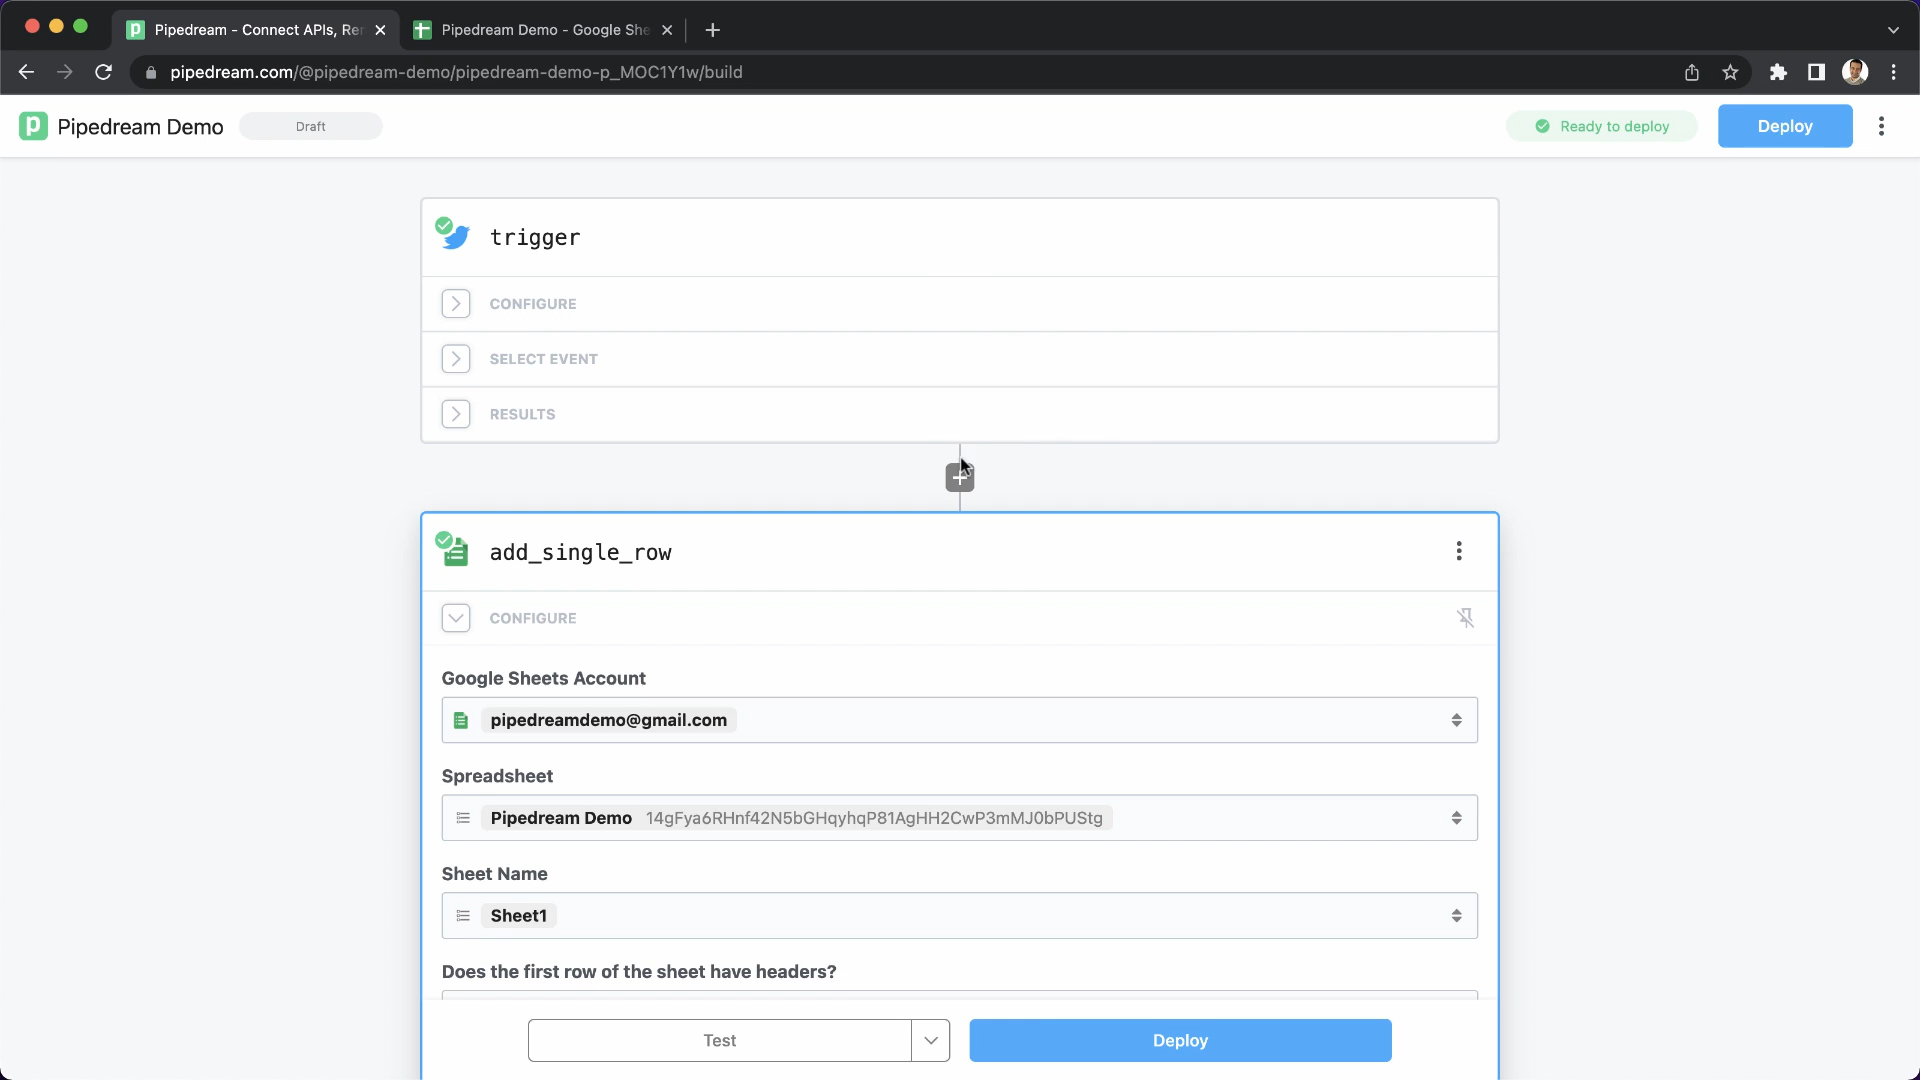 Pipedream - Connect APIs, Re
Pipedream Demo - Google She
pipedream.com/@pipedream-demo/pipedream-demo-p_MOC1Y1w/build
p Pipedream Demo
Draft
Ready to deploy
Deploy
trigger
CONFIGURE
SELECT EVENT
RESULTS
add_single_row
CONFIGURE
Google Sheets Account
pipedreamdemo@gmail.com
Spreadsheet
Pipedream Demo 14gFya6RHnf42N5bGHqyhqP81AgHH2CwP3mMJ0bPUStg
Sheet Name
Sheet1
Does the first row of the sheet have headers?
Test
Deploy